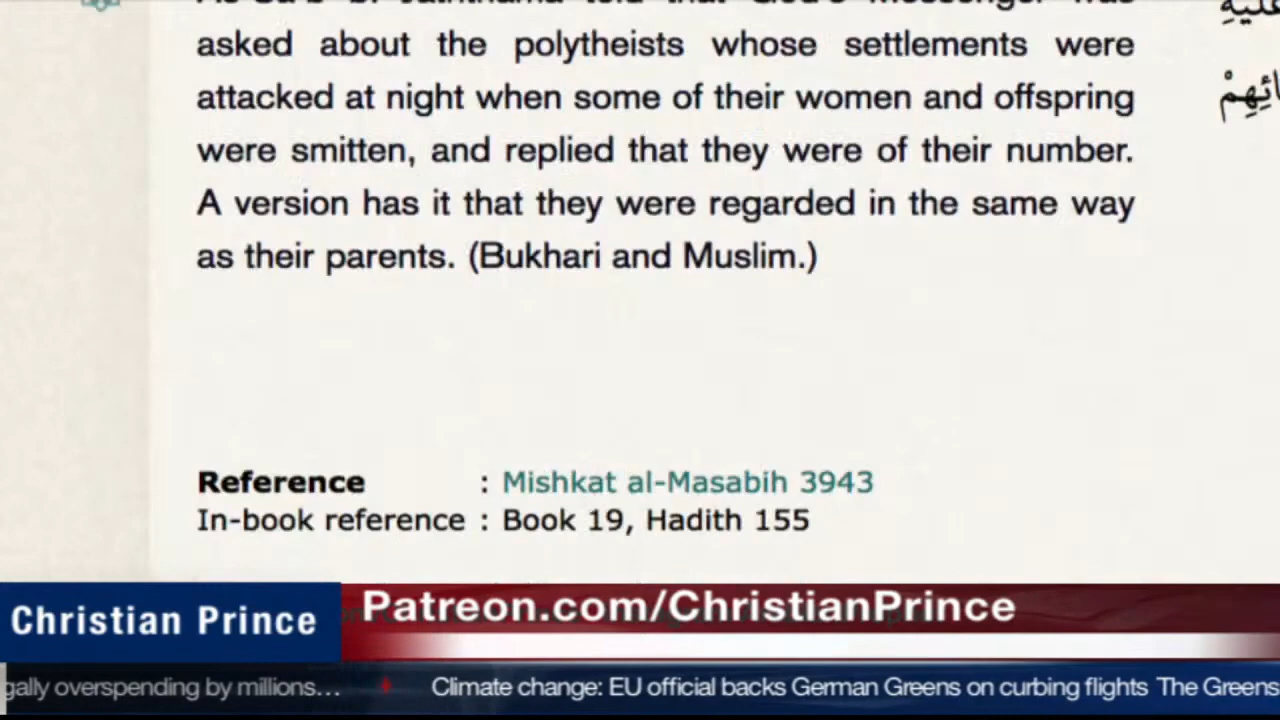 asked about the polytheists whose settlements were
attacked at night when some of their women and offspring
were smitten, and replied that they were of their number.
A version has it that they were regarded in the same way
as their parents. (Bukhari and Muslim.)
Reference : Mishkat al-Masabih 3943
In-book reference : Book 19, Hadith 155
Christian Prince
Patreon.com/ChristianPrince
gally overspending by millions... Climate change: EU official backs German Greens on curbing flights The Greens